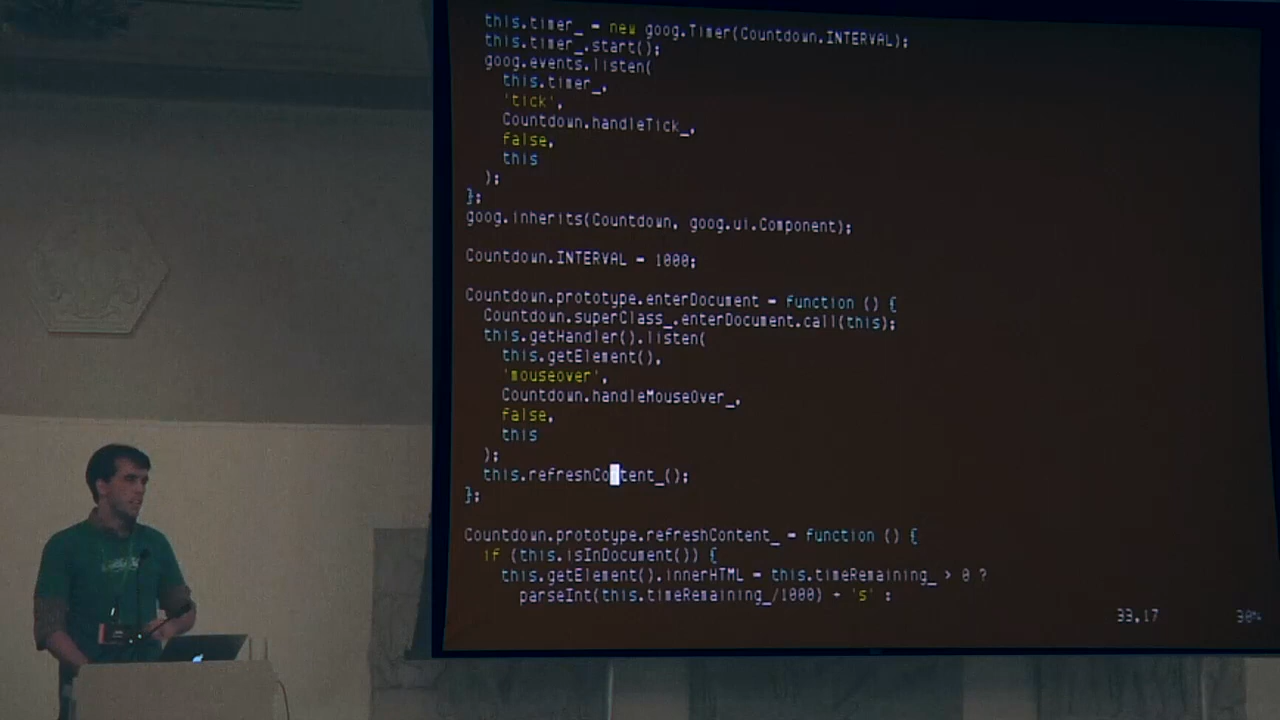 this.timer_ = new goog.Timer(Countdown.INTERVAL);
this.timer_.start();
goog.events.listen(
this.timer_,
'tick',
Countdown.handleTick_,
false,
this
);
};
goog.inherits(Countdown, goog.ui.Component);
Countdown.INTERVAL = 1000;
Countdown.prototype.enterDocument = function () {
Countdown.superClass_.enterDocument.call(this);
this.getHandler().listen(
this.getElement(),
'mouseover',
Countdown.handleMouseOver_,
false,
this
);
this.refreshContent_();
};
Countdown.prototype.refreshContent_ = function () {
if (this.isInDocument()) {
this.getElement().innerHTML = this.timeRemaining_ > 0 ?
parseInt(this.timeRemaining_/1000) + 's' :
33,17 30%